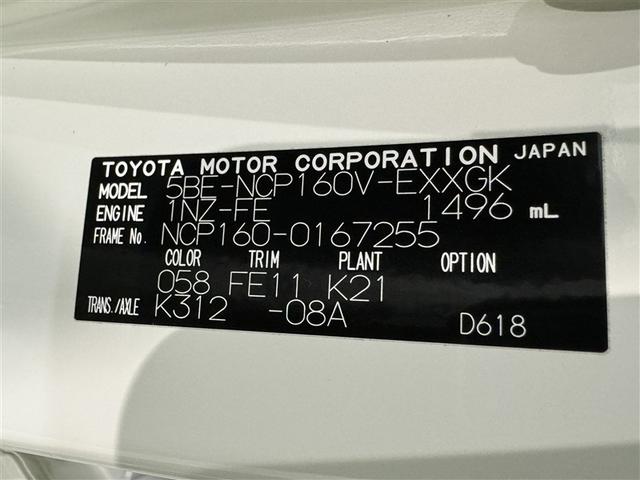 TOYOTA MOTOR CORPORATION JAPAN
MODEL 5BE-NCP160V-EXXGK
ENGINE 1NZ-FE 1496 mL
FRAME No. NCP160-0167255
COLOR TRIM PLANT OPTION
058 FE11 K21
TRANS./AXLE K312 -08A D618